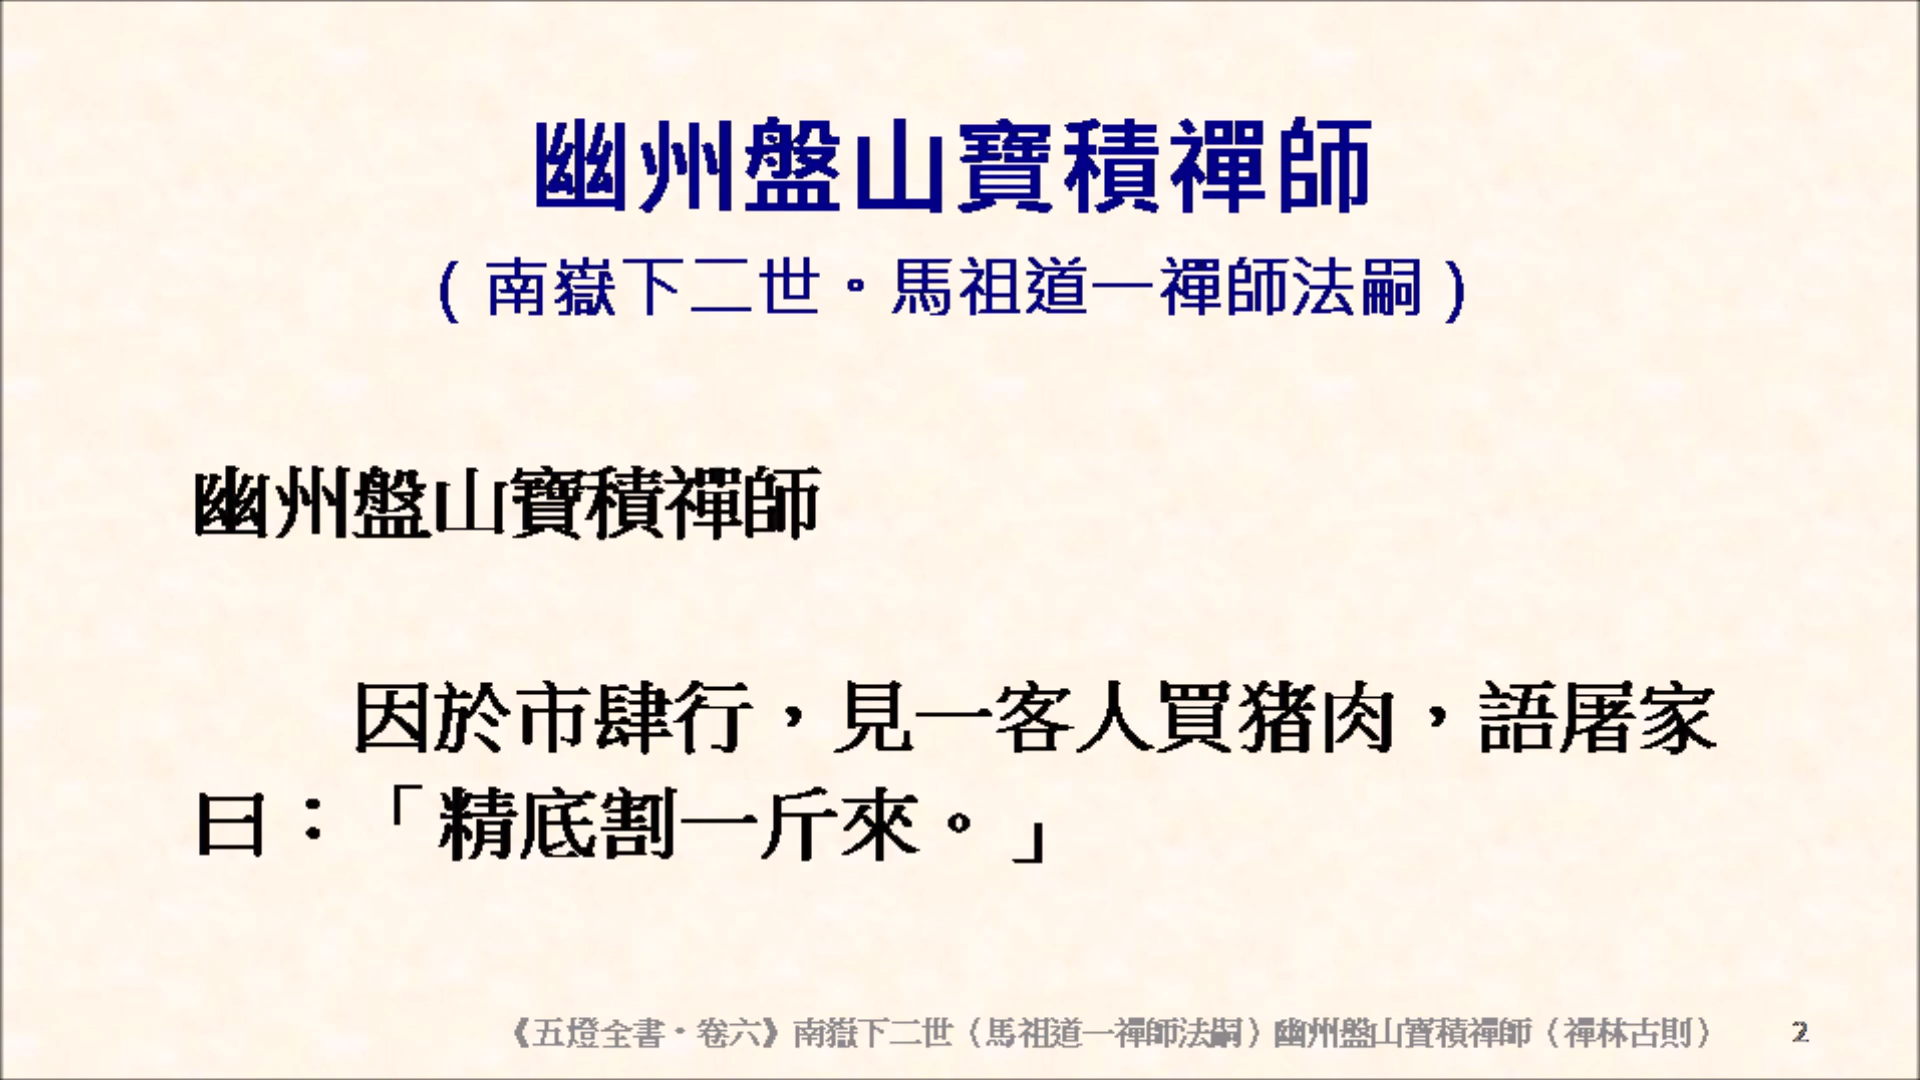 幽州盤山寶積禪師
（南嶽下二世。馬祖道一禪師法嗣）
幽州盤山寶積禪師
因於市肆行，見一客人買猪肉，語屠家
曰：「精底割一斤來。」
《五燈全書‧卷六》南嶽下二世（馬祖道一禪師法嗣）幽州盤山寶積禪師（禪林古則）
2